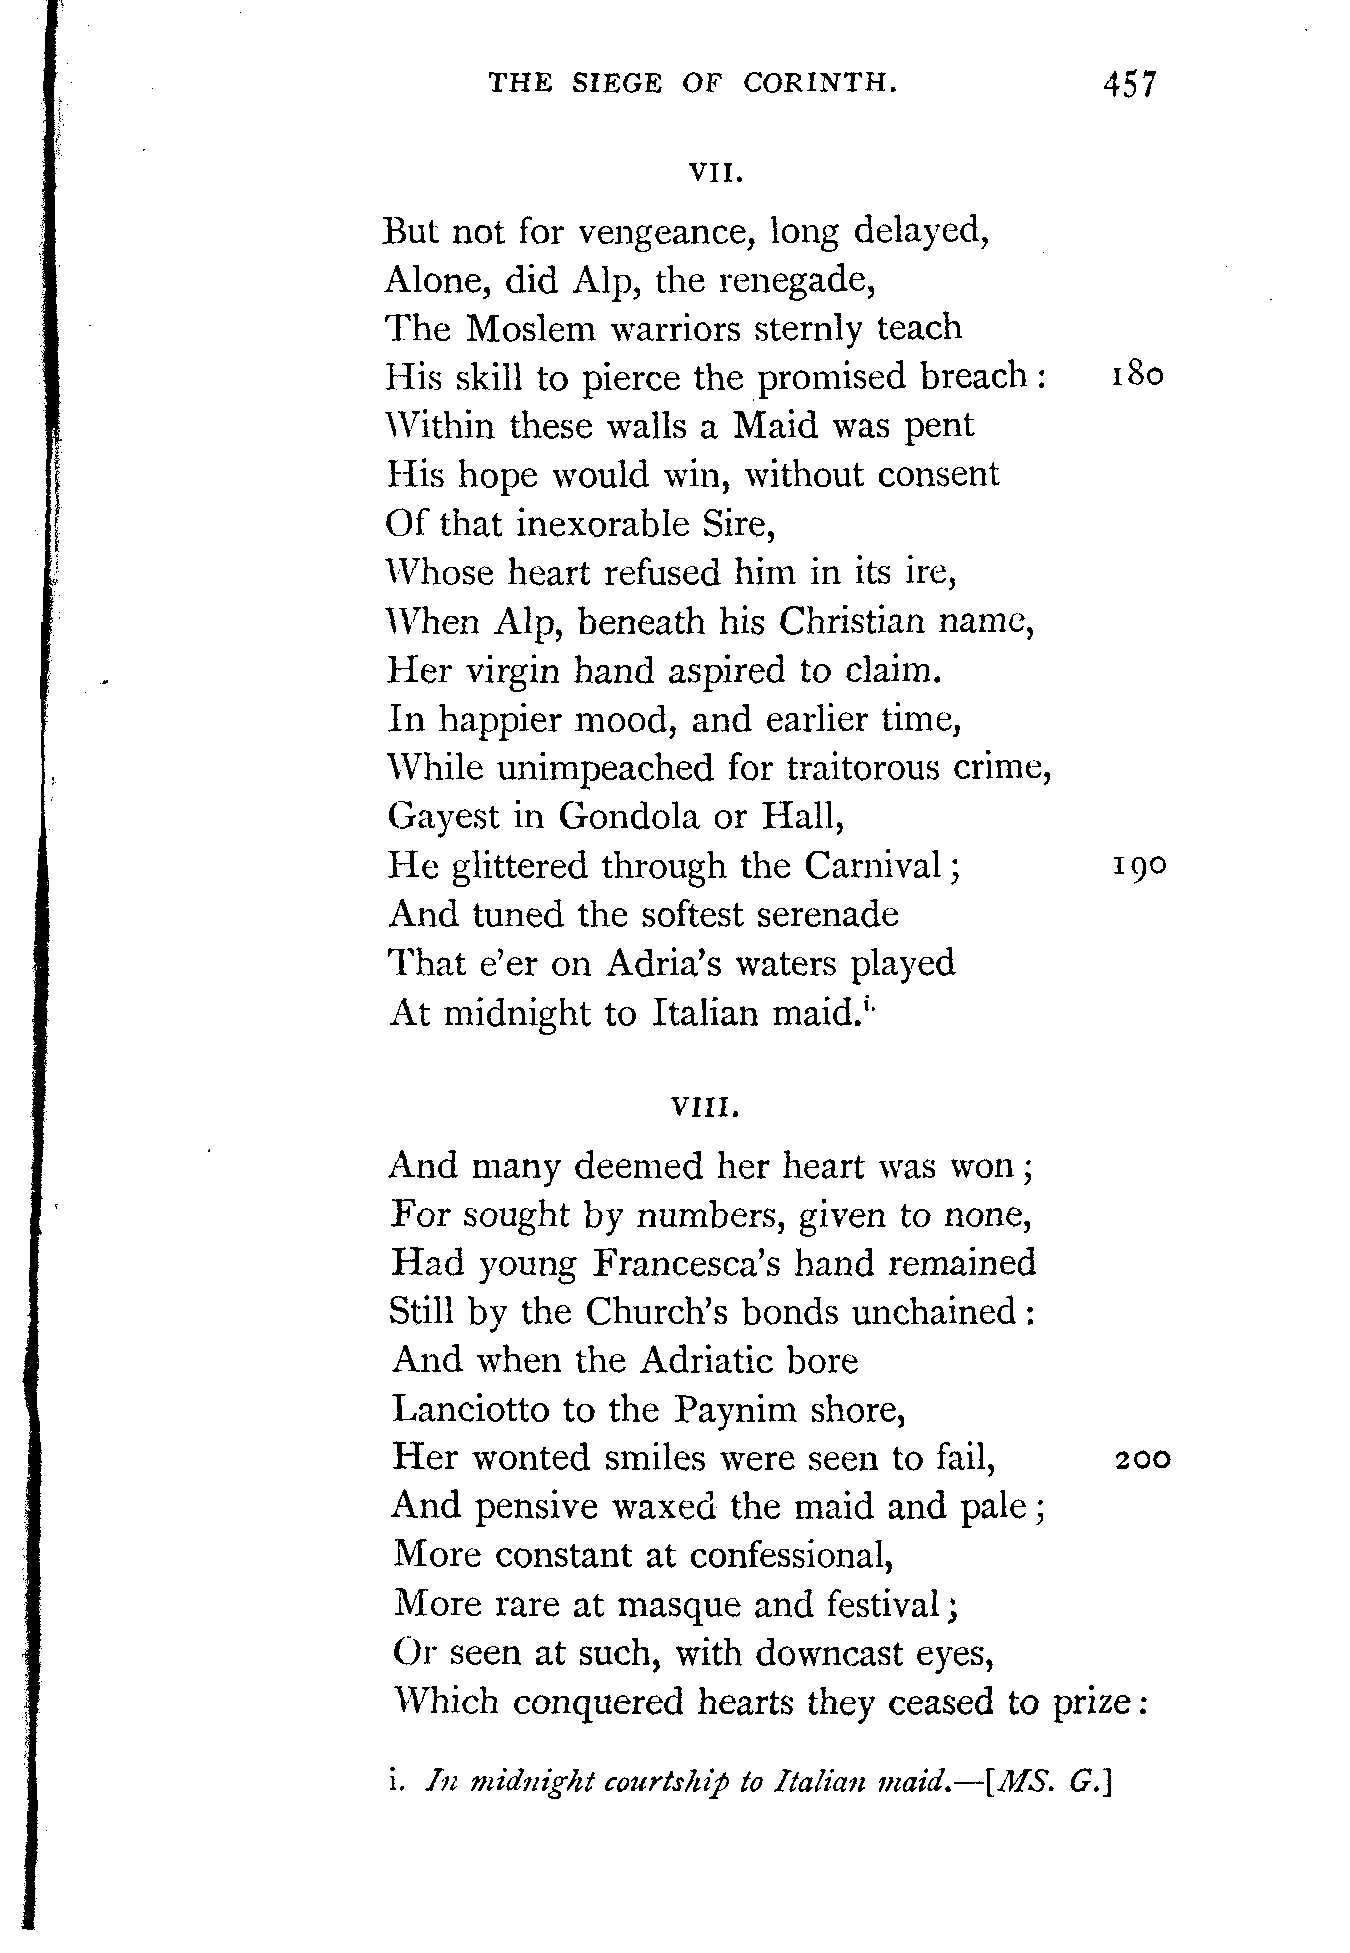 THE SIEGE OF CORINTH. 457
VII.
But not for vengeance, long delayed,
Alone, did Alp, the renegade,
The Moslem warriors sternly teach
His skill to pierce the promised breach : 180
Within these walls a Maid was pent
His hope would win, without consent
Of that inexorable Sire,
Whose heart refused him in its ire,
When Alp, beneath his Christian name,
Her virgin hand aspired to claim.
In happier mood, and earlier time,
While unimpeached for traitorous crime,
Gayest in Gondola or Hall,
He glittered through the Carnival ; 190
And tuned the softest serenade
That e'er on Adria's waters played
At midnight to Italian maid.i.
VIII.
And many deemed her heart was won ;
For sought by numbers, given to none,
Had young Francesca's hand remained
Still by the Church's bonds unchained :
And when the Adriatic bore
Lanciotto to the Paynim shore,
Her wonted smiles were seen to fail, 200
And pensive waxed the maid and pale ;
More constant at confessional,
More rare at masque and festival ;
Or seen at such, with downcast eyes,
Which conquered hearts they ceased to prize :
i. In midnight courtship to Italian maid.—[MS. G.]